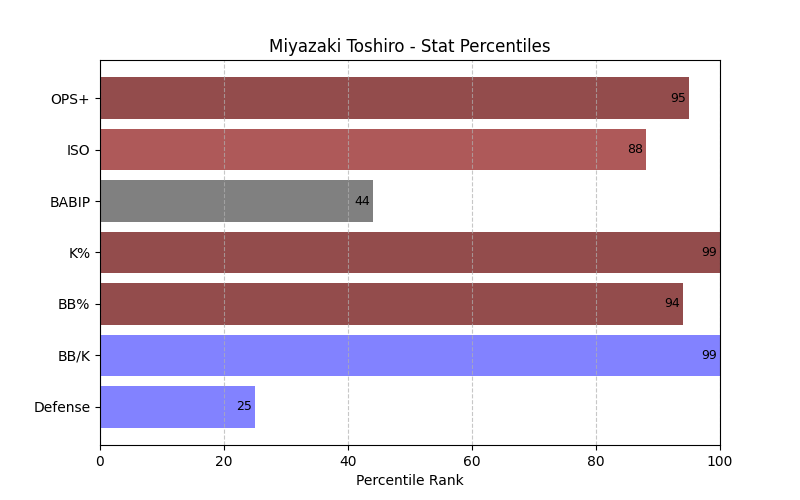 Miyazaki Toshiro - Stat Percentiles
OPS+ 95
ISO 88
BABIP 44
K% 99
BB% 94
BB/K 99
Defense 25
0 20 40 60 80 100
Percentile Rank